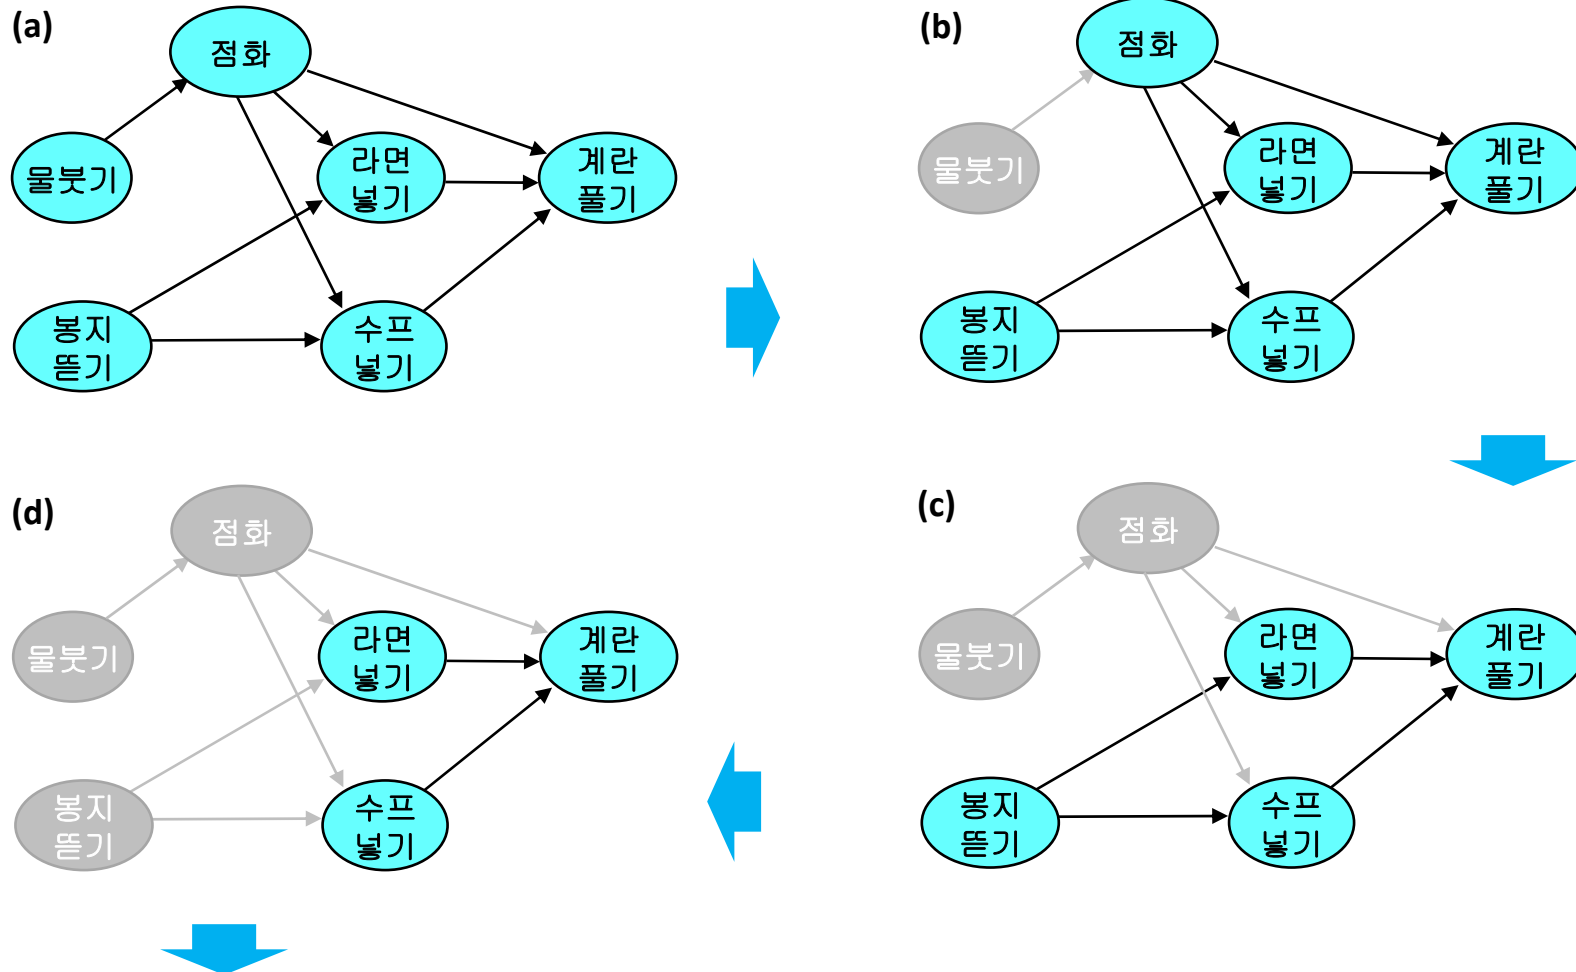 (a)
점화
물붓기
라면
넣기
계란
풀기
봉지
뜯기
수프
넣기
(b)
점화
물붓기
라면
넣기
계란
풀기
봉지
뜯기
수프
넣기
(d)
점화
물붓기
라면
넣기
계란
풀기
봉지
뜯기
수프
넣기
(c)
점화
물붓기
라면
넣기
계란
풀기
봉지
뜯기
수프
넣기